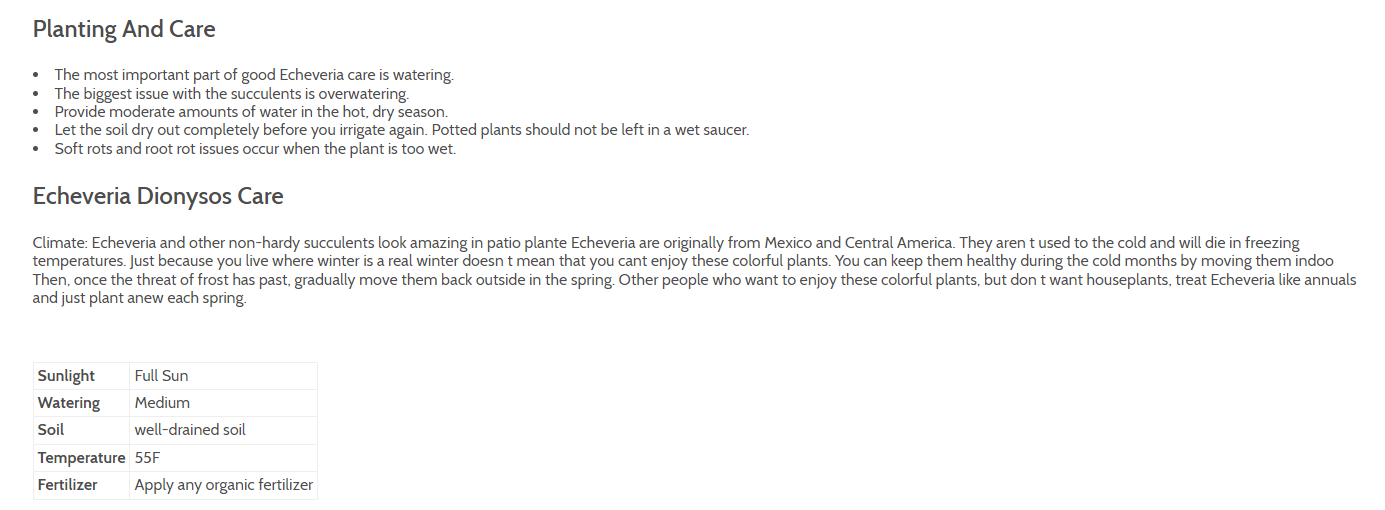 Planting And Care
• The most important part of good Echeveria care is watering.
• The biggest issue with the succulents is overwatering.
• Provide moderate amounts of water in the hot, dry season.
• Let the soil dry out completely before you irrigate again. Potted plants should not be left in a wet saucer.
• Soft rots and root rot issues occur when the plant is too wet.
Echeveria Dionysos Care
Climate: Echeveria and other non-hardy succulents look amazing in patio plante Echeveria are originally from Mexico and Central America. They aren t used to the cold and will die in freezing
temperatures. Just because you live where winter is a real winter doesn t mean that you cant enjoy these colorful plants. You can keep them healthy during the cold months by moving them indoo
Then, once the threat of frost has past, gradually move them back outside in the spring. Other people who want to enjoy these colorful plants, but don t want houseplants, treat Echeveria like annuals
and just plant anew each spring.
Sunlight Full Sun
Watering Medium
Soil well-drained soil
Temperature 55F
Fertilizer Apply any organic fertilizer